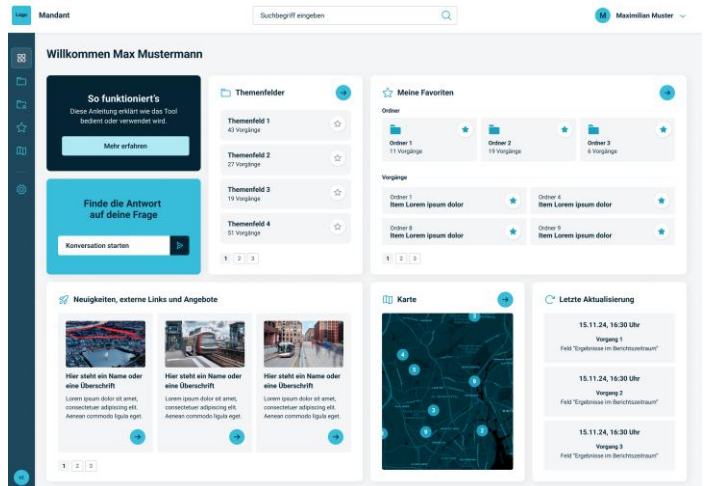 Logo
Mandant
Suchbegriff eingeben
M
Maximilian Muster
Willkommen Max Mustermann
So funktioniert's
Diese Anleitung erklärt wie das Tool
bedient oder verwendet wird.
Mehr erfahren
Finde die Antwort
auf deine Frage
Konversation starten
Themenfelder
Themenfeld 1
43 Vorgänge
Themenfeld 2
27 Vorgänge
Themenfeld 3
19 Vorgänge
Themenfeld 4
51 Vorgänge
1 2 3
Meine Favoriten
Ordner
Ordner 1
11 Vorgänge
Ordner 2
19 Vorgänge
Ordner 3
6 Vorgänge
Vorgänge
Ordner 1
Item Lorem ipsum dolor
Ordner 4
Item Lorem ipsum dolor
Ordner 8
Item Lorem ipsum dolor
Ordner 9
Item Lorem ipsum dolor
1 2 3
Neuigkeiten, externe Links und Angebote
Hier steht ein Name oder
eine Überschrift
Lorem ipsum dolor sit amet,
consectetuer adipiscing elit.
Aenean commodo ligula eget.
Hier steht ein Name oder
eine Überschrift
Lorem ipsum dolor sit amet,
consectetuer adipiscing elit.
Aenean commodo ligula eget.
Hier steht ein Name oder
eine Überschrift
Lorem ipsum dolor sit amet,
consectetuer adipiscing elit.
Aenean commodo ligula eget.
1 2 3
Karte
3
4
5
9
3
9
2
Letzte Aktualisierung
15.11.24, 16:30 Uhr
Vorgang 1
Feld "Ergebnisse im Berichtszeitraum"
15.11.24, 16:30 Uhr
Vorgang 2
Feld "Ergebnisse im Berichtszeitraum"
15.11.24, 16:30 Uhr
Vorgang 3
Feld "Ergebnisse im Berichtszeitraum"